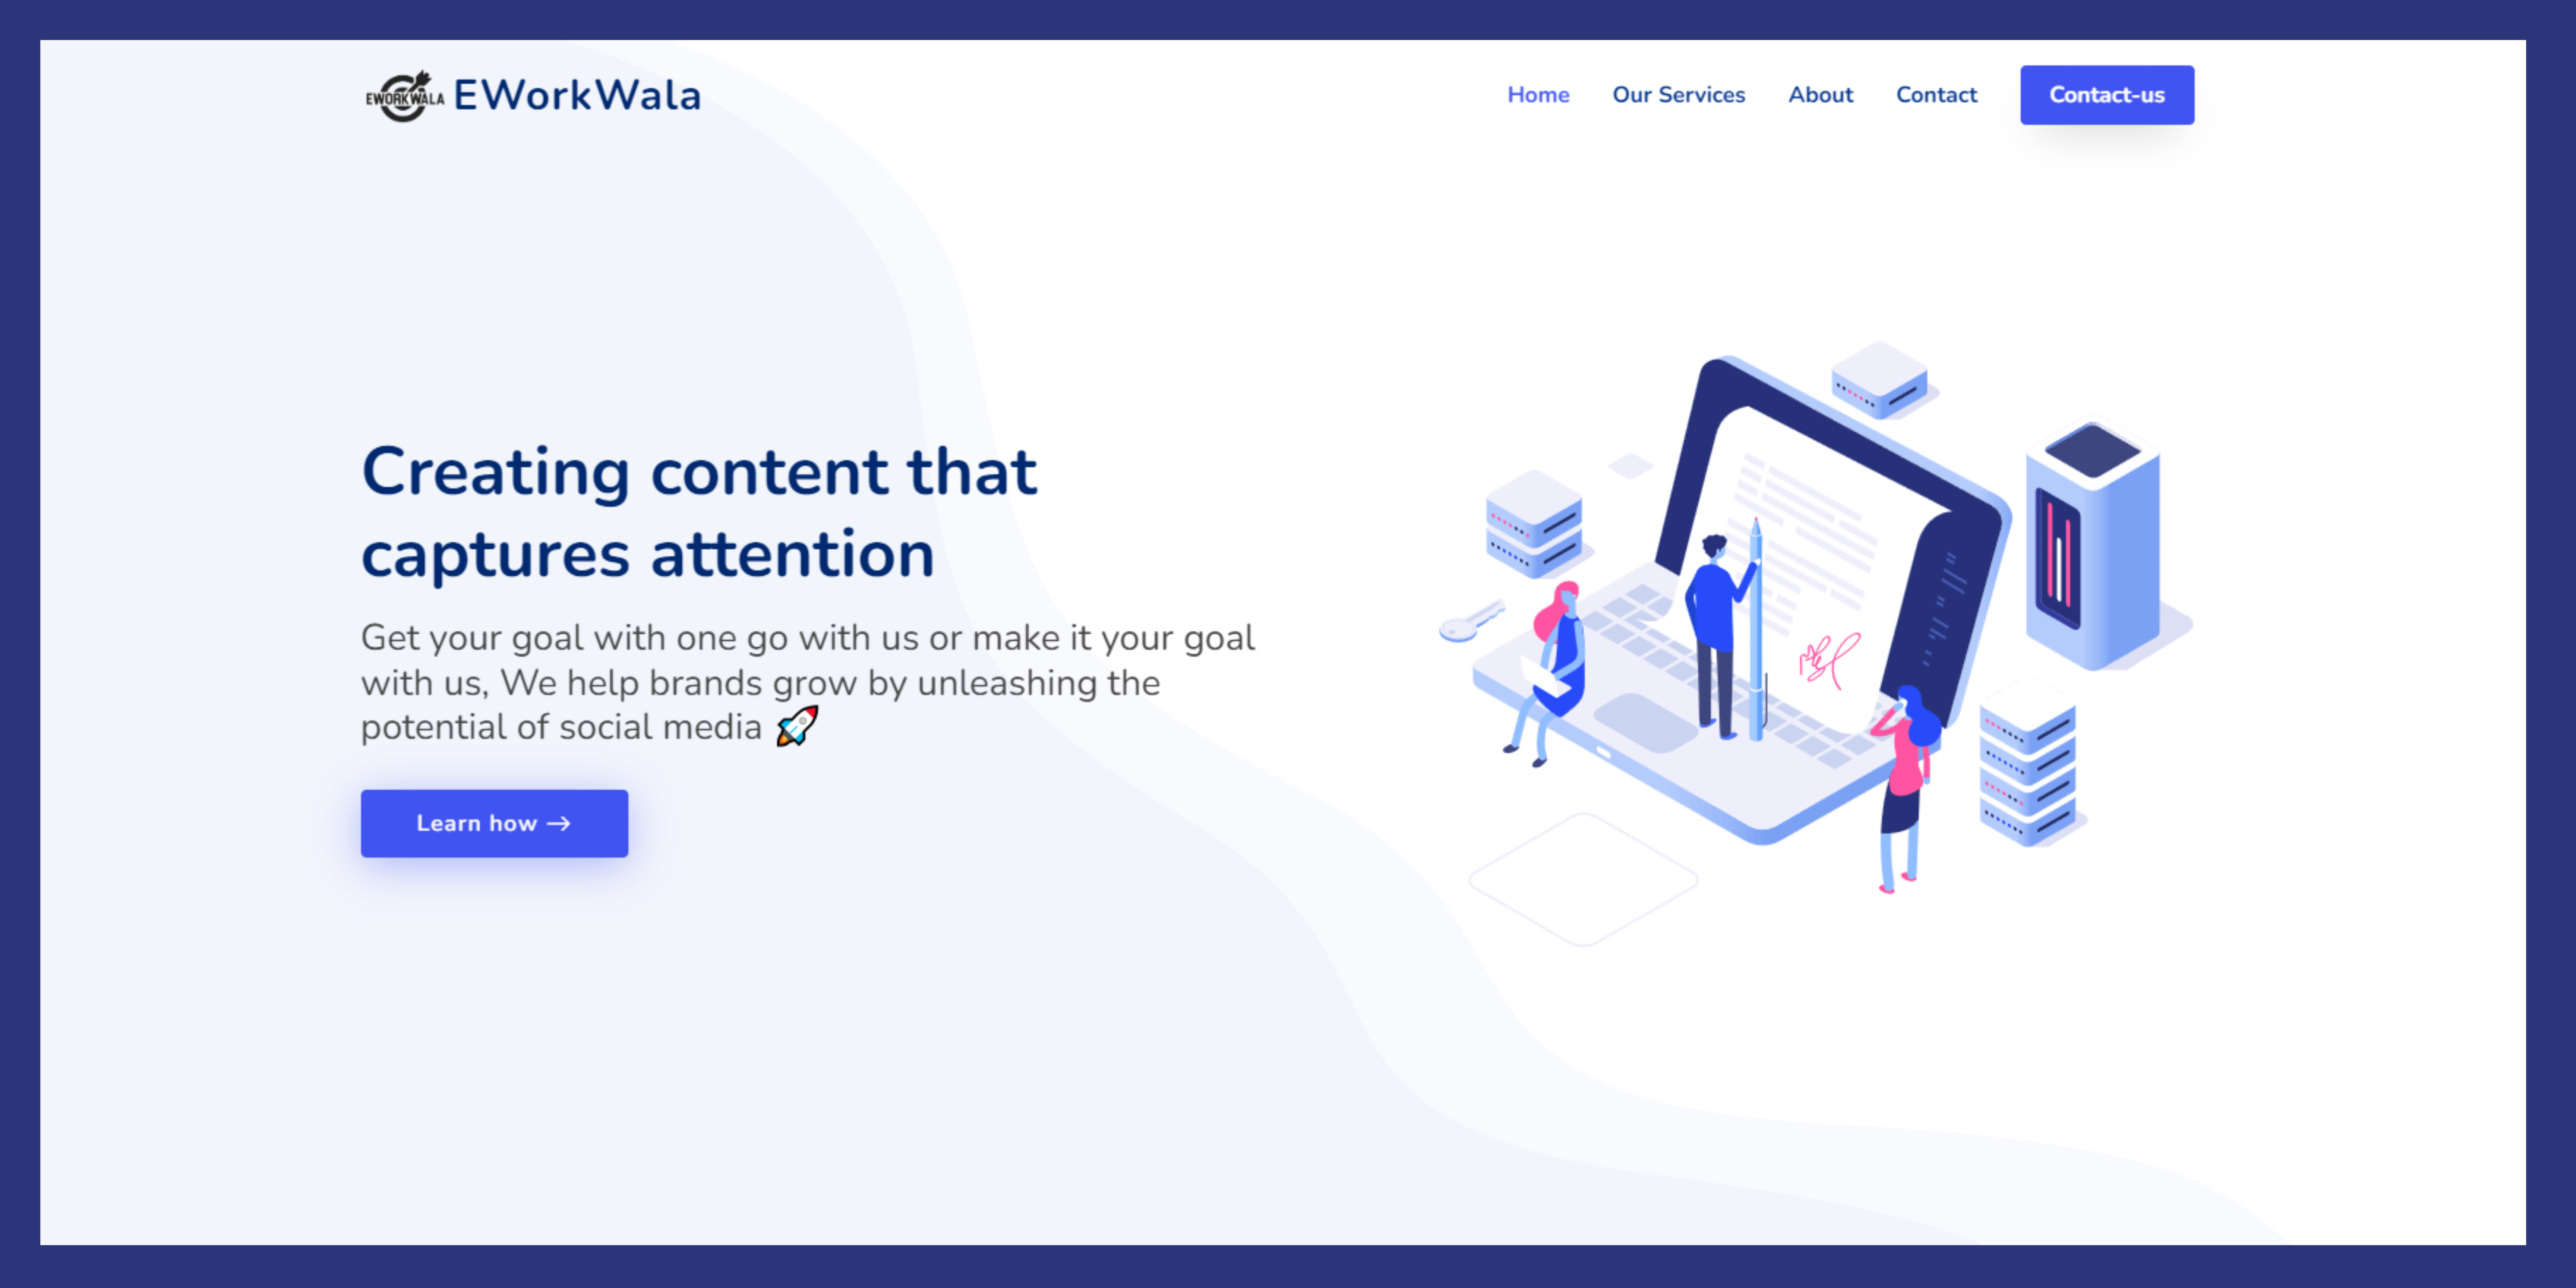 EWORKWALA
EWorkWala
Home
Our Services
About
Contact
Contact-us
Creating content that
captures attention
Get your goal with one go with us or make it your goal
with us, We help brands grow by unleashing the
potential of social media 🚀
Learn how →